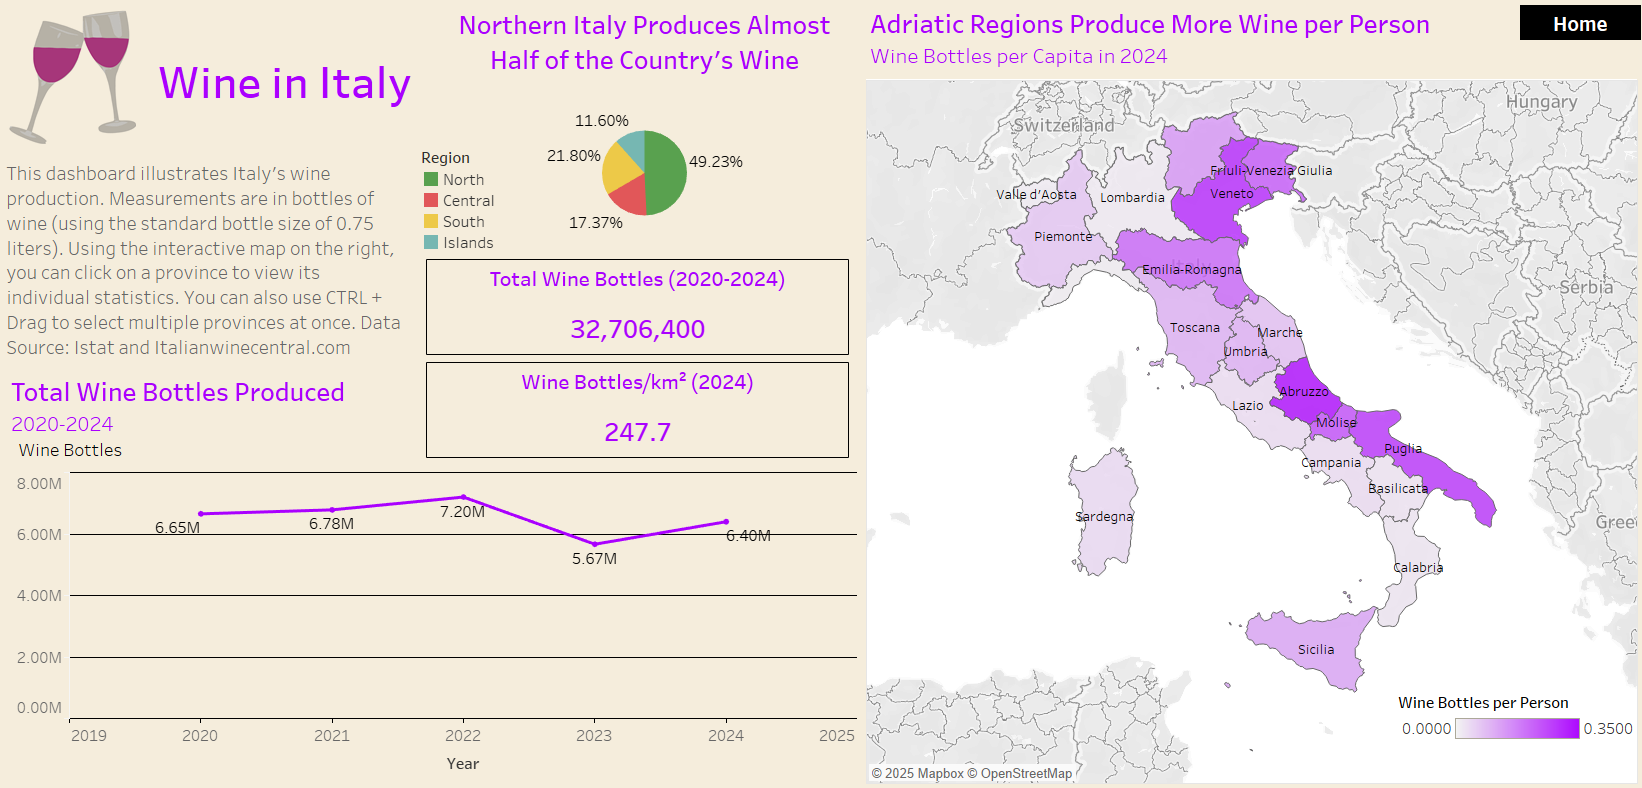 Wine in Italy
This dashboard illustrates Italy's wine
production. Measurements are in bottles of
wine (using the standard bottle size of 0.75
liters). Using the interactive map on the right,
you can click on a province to view its
individual statistics. You can also use CTRL +
Drag to select multiple provinces at once. Data
Source: Istat and Italianwinecentral.com
Northern Italy Produces Almost
Half of the Country's Wine
Region
North
Central
South
Islands
11.60%
21.80%
49.23%
17.37%
Total Wine Bottles (2020-2024)
32,706,400
Wine Bottles/km² (2024)
247.7
Total Wine Bottles Produced
2020-2024
Wine Bottles
8.00M
6.00M
4.00M
2.00M
0.00M
6.65M
6.78M
7.20M
5.67M
6.40M
2019
2020
2021
2022
2023
2024
2025
Year
Adriatic Regions Produce More Wine per Person
Wine Bottles per Capita in 2024
Home
Hungary
Switzerland
Friuli-Venezia Giulia
Valle d'Aosta
Lombardia
Veneto
Piemonte
Italy
Emilia-Romagna
Serbia
Toscana
Marche
Umbria
Abruzzo
Lazio
Molise
Puglia
Campania
Basilicata
Sardegna
Gree
Calabria
Sicilia
Wine Bottles per Person
0.0000
0.3500
© 2025 Mapbox © OpenStreetMap